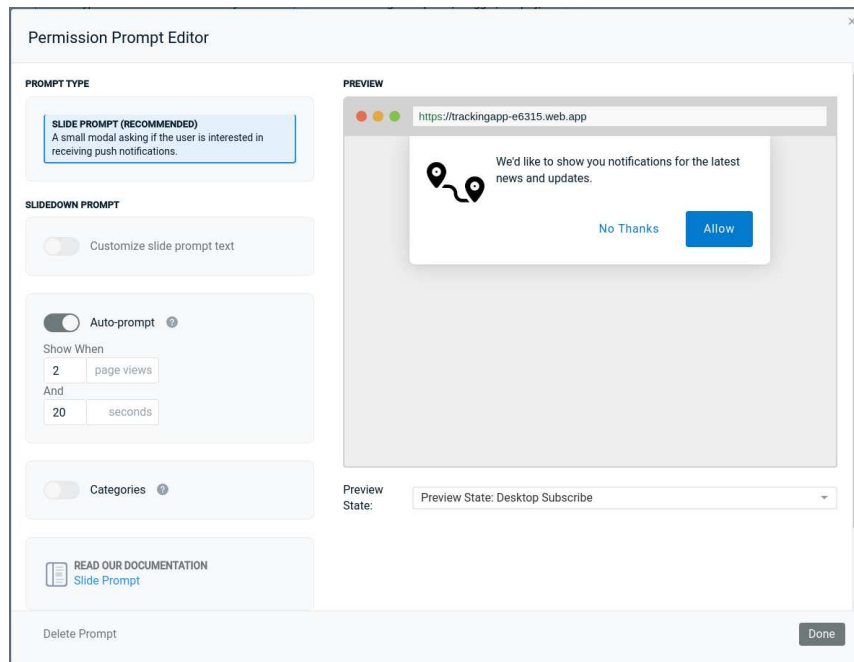 Permission Prompt Editor
PROMPT TYPE
SLIDE PROMPT (RECOMMENDED)
A small modal asking if the user is interested in
receiving push notifications.
SLIDEDOWN PROMPT
Customize slide prompt text
Auto-prompt ?
Show When
2 page views
And
20 seconds
Categories ?
READ OUR DOCUMENTATION
Slide Prompt
PREVIEW
https://trackingapp-e6315.web.app
We'd like to show you notifications for the latest
news and updates.
No Thanks Allow
Preview
State:
Preview State: Desktop Subscribe
Delete Prompt
Done